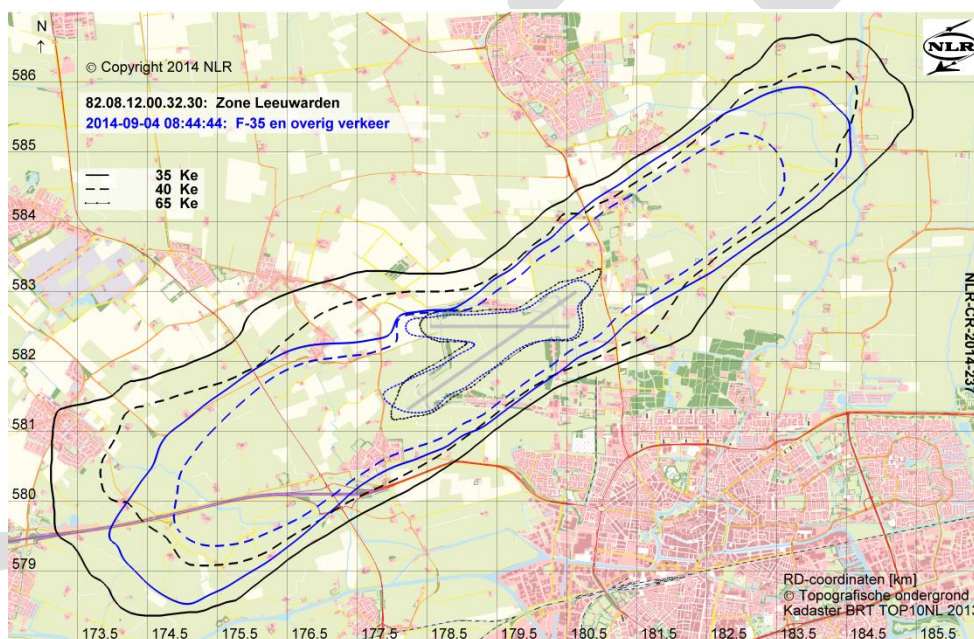 N
↑
NLR
© Copyright 2014 NLR
82.08.12.00.32.30: Zone Leeuwarden
2014-09-04 08:44:44: F-35 en overig verkeer
35 Ke
40 Ke
65 Ke
586
585
584
583
582
581
580
579
RD-coordinaten [km]
© Topografische ondergrond
Kadaster BRT TOP10NL 2013
173.5 174.5 175.5 176.5 177.5 178.5 179.5 180.5 181.5 182.5 183.5 184.5 185.5